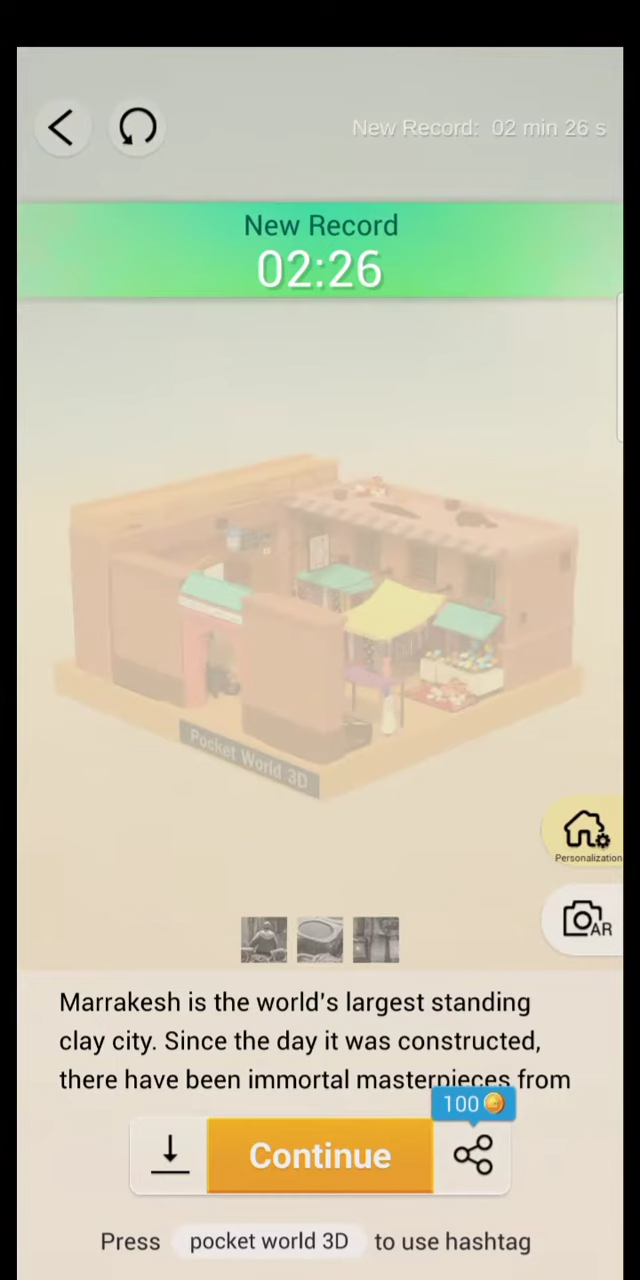 New Record: 02 min 26 s
New Record
02:26
Pocket World 3D
Personalization
AR
Marrakesh is the world's largest standing
clay city. Since the day it was constructed,
there have been immortal masterpieces from
100
Continue
Press pocket world 3D to use hashtag